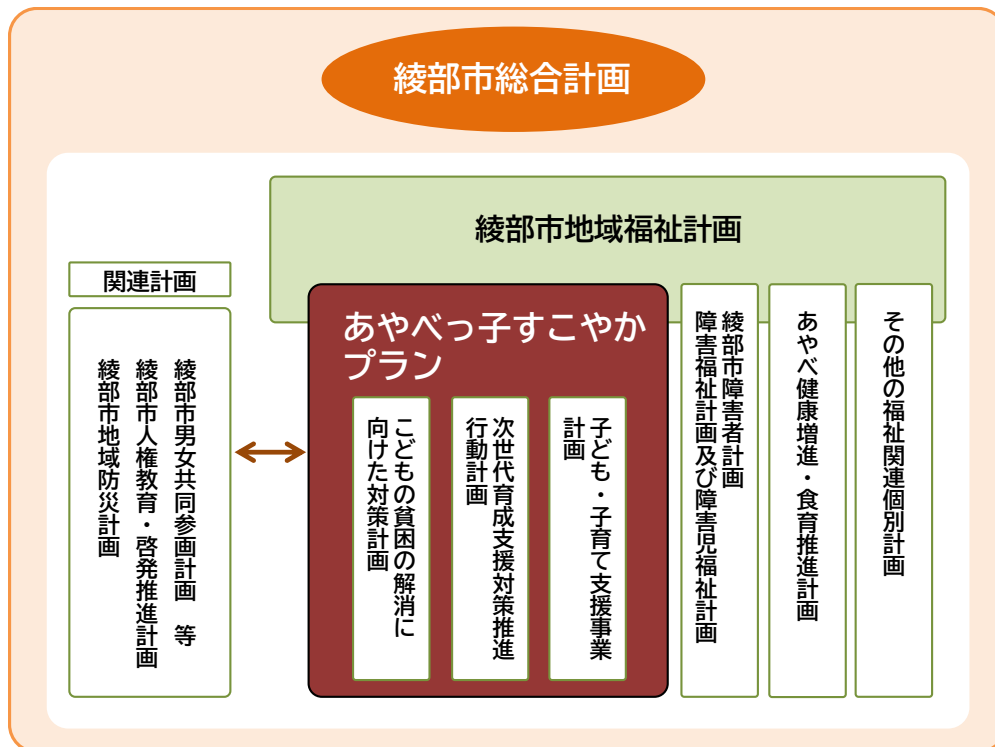 綾部市総合計画
綾部市地域福祉計画
関連計画
綾部市男女共同参画計画　等
綾部市人権教育・啓発推進計画
綾部市地域防災計画
あやべっ子すこやか
プラン
こどもの貧困の解消に
向けた対策計画
次世代育成支援対策推進
行動計画
子ども・子育て支援事業
計画
綾部市障害者計画
障害福祉計画及び障害児福祉計画
あやべ健康増進・食育推進計画
その他の福祉関連個別計画